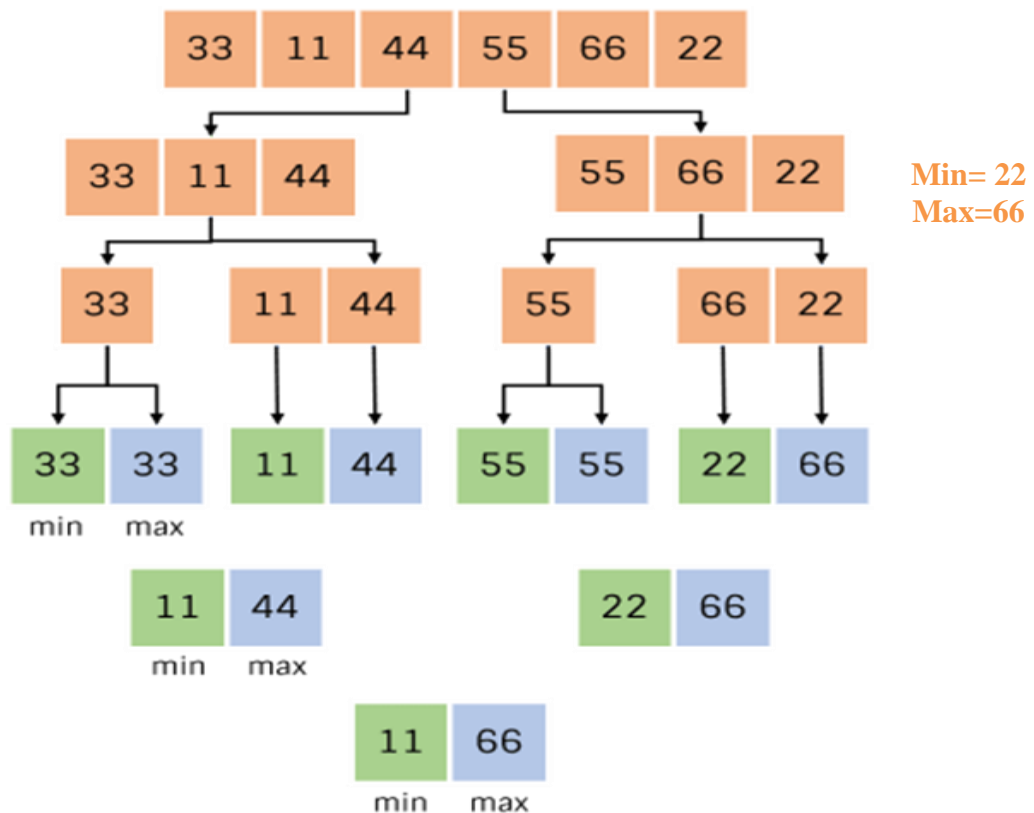 33 11 44 55 66 22
33 11 44 55 66 22
Min= 22
Max=66
33 11 44 55 66 22
33 33 11 44 55 55 22 66
min max
11 44 22 66
min max
11 66
min max